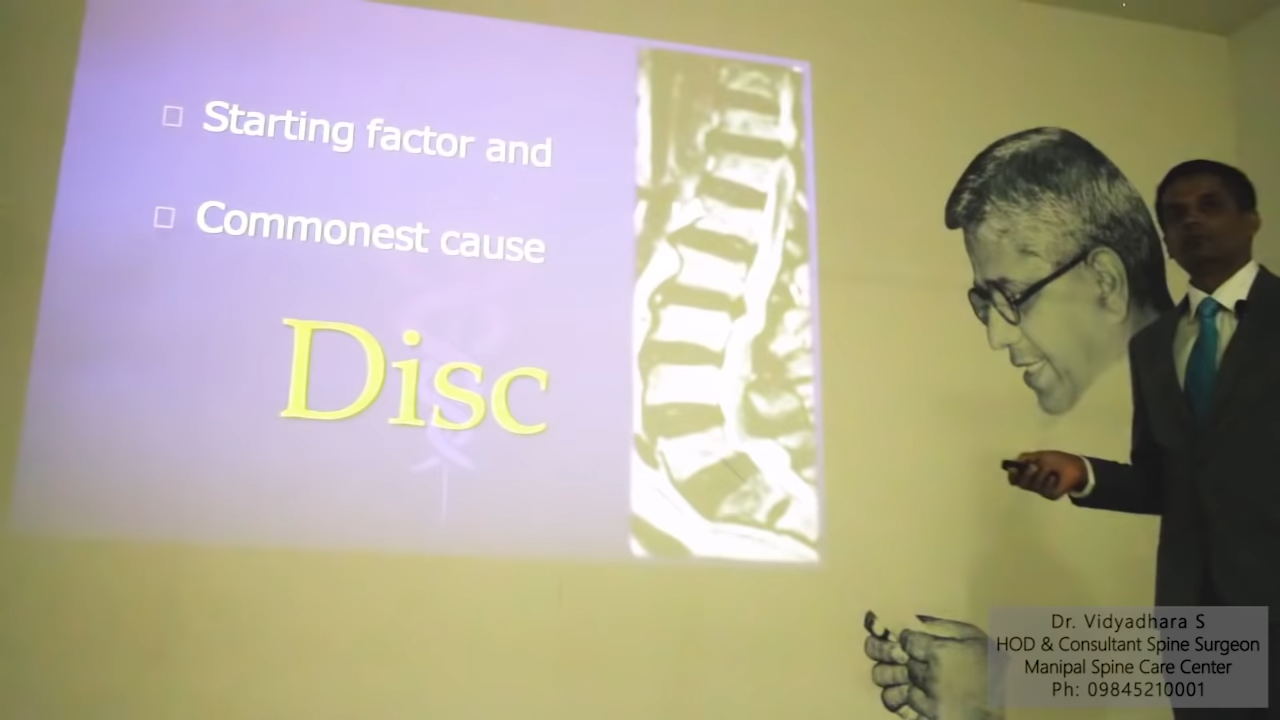 Starting factor and
Commonest cause
Disc
Dr. Vidyadhara S
HOD & Consultant Spine Surgeon
Manipal Spine Care Center
Ph: 09845210001